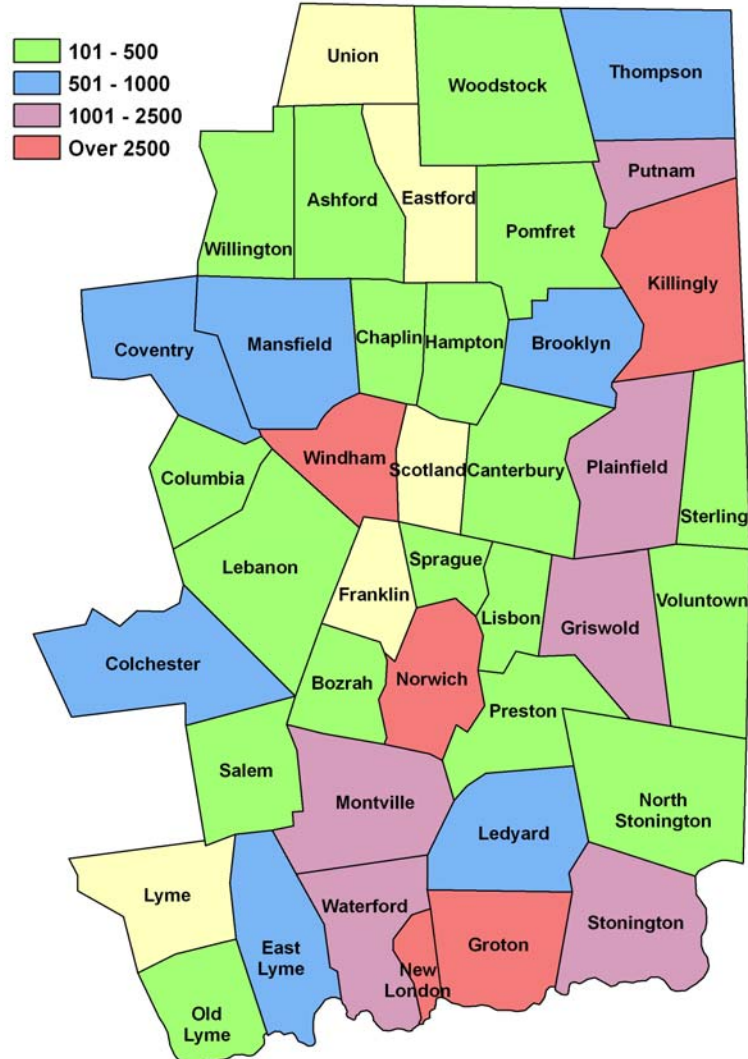 101 - 500
501 - 1000
1001 - 2500
Over 2500
Union
Woodstock
Thompson
Putnam
Ashford
Eastford
Pomfret
Willington
Killingly
Coventry
Mansfield
Chaplin
Hampton
Brooklyn
Windham
Scotland
Canterbury
Plainfield
Columbia
Sterling
Lebanon
Sprague
Franklin
Lisbon
Griswold
Voluntown
Colchester
Bozrah
Norwich
Preston
Salem
Montville
Ledyard
North
Stonington
Lyme
Waterford
Stonington
East
Lyme
Groton
New
London
Old
Lyme